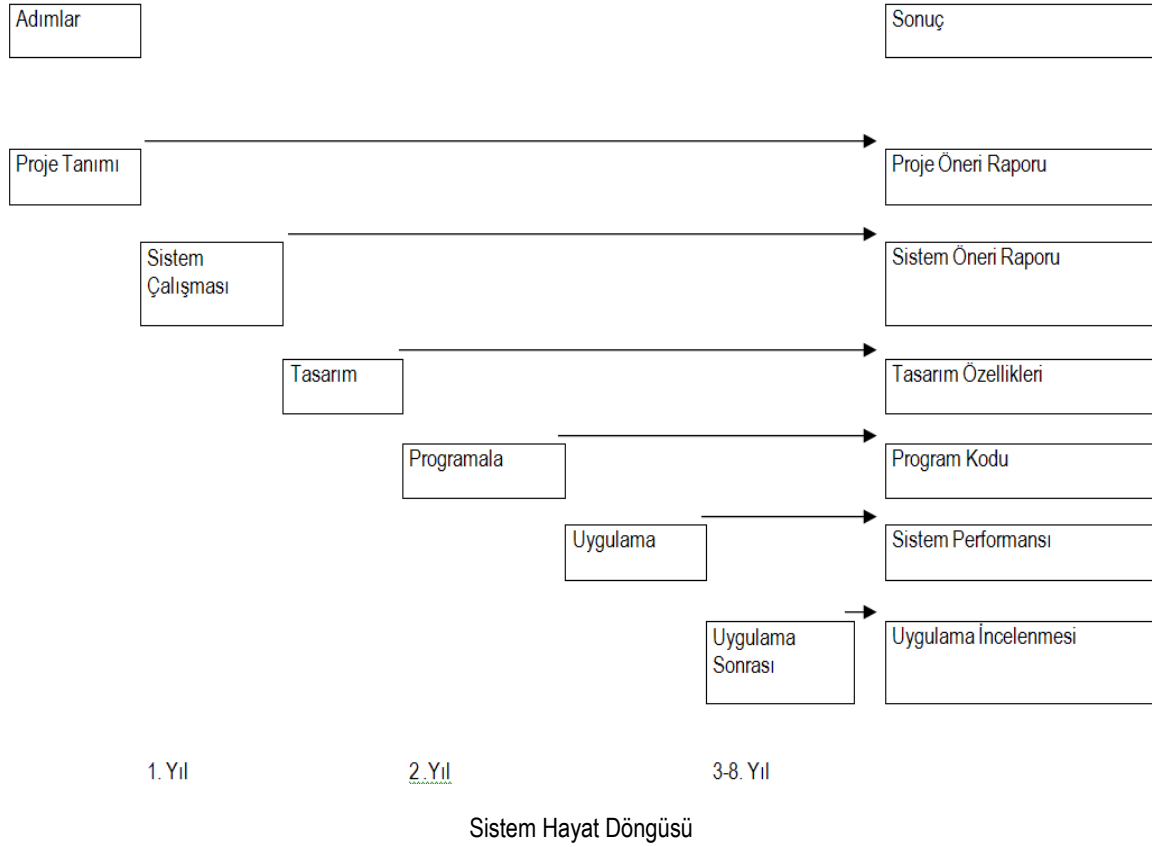 Adımlar
Sonuç
Proje Tanımı
Proje Öneri Raporu
Sistem
Çalışması
Sistem Öneri Raporu
Tasarım
Tasarım Özellikleri
Programala
Program Kodu
Uygulama
Sistem Performansı
Uygulama
Sonrası
Uygulama İncelenmesi
1. Yıl
2 .Yıl
3-8. Yıl
Sistem Hayat Döngüsü